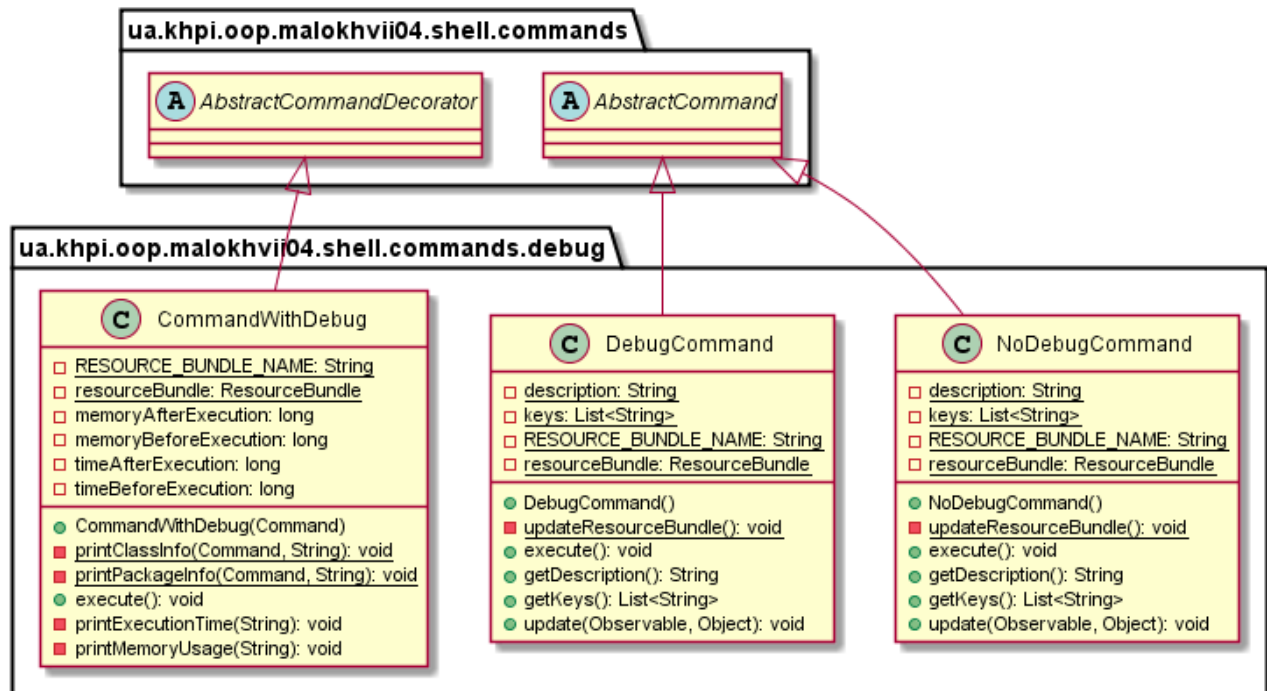 ua.khpi.oop.malokhvii04.shell.commands
A AbstractCommandDecorator
A AbstractCommand
ua.khpi.oop.malokhvii04.shell.commands.debug
C CommandWithDebug
RESOURCE_BUNDLE_NAME: String
resourceBundle: ResourceBundle
memoryAfterExecution: long
memoryBeforeExecution: long
timeAfterExecution: long
timeBeforeExecution: long
CommandWithDebug(Command)
printClassInfo(Command, String): void
printPackageInfo(Command, String): void
execute(): void
printExecutionTime(String): void
printMemoryUsage(String): void
C DebugCommand
description: String
keys: List<String>
RESOURCE_BUNDLE_NAME: String
resourceBundle: ResourceBundle
DebugCommand()
updateResourceBundle(): void
execute(): void
getDescription(): String
getKeys(): List<String>
update(Observable, Object): void
C NoDebugCommand
description: String
keys: List<String>
RESOURCE_BUNDLE_NAME: String
resourceBundle: ResourceBundle
NoDebugCommand()
updateResourceBundle(): void
execute(): void
getDescription(): String
getKeys(): List<String>
update(Observable, Object): void